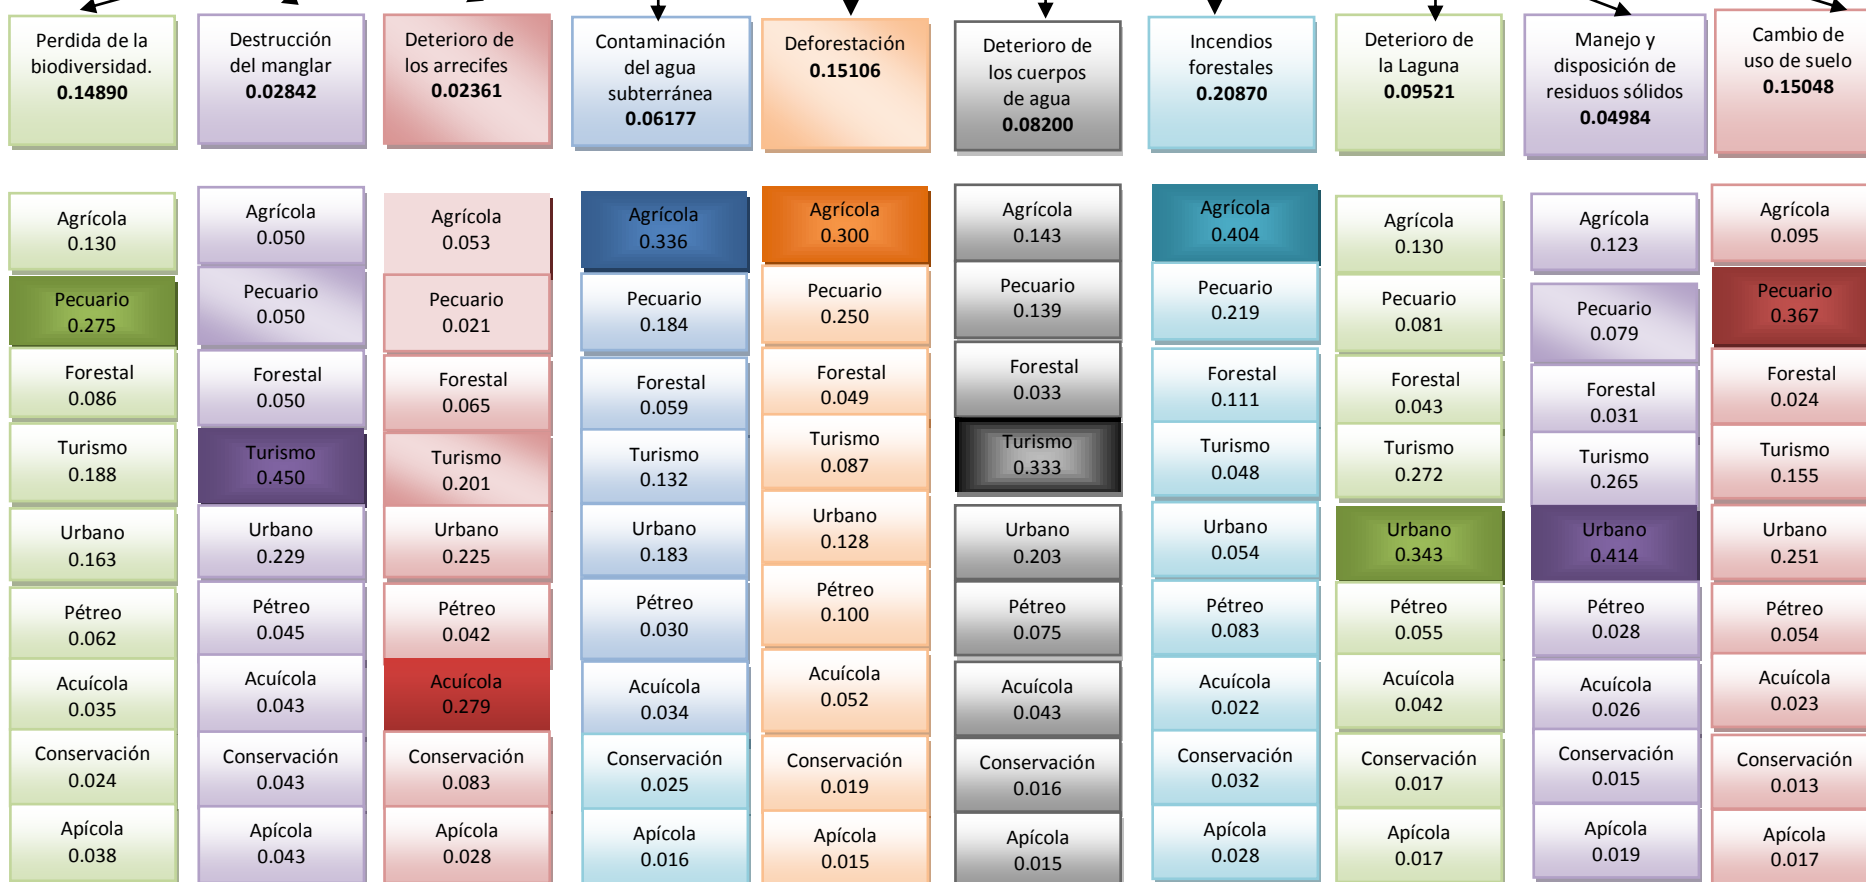 Perdida de la
biodiversidad.
0.14890
Destrucción
del manglar
0.02842
Deterioro de
los arrecifes
0.02361
Contaminación
del agua
subterránea
0.06177
Deforestación
0.15106
Deterioro de
los cuerpos
de agua
0.08200
Incendios
forestales
0.20870
Deterioro de
la Laguna
0.09521
Manejo y
disposición de
residuos sólidos
0.04984
Cambio de
uso de suelo
0.15048
Agrícola
0.130
Pecuario
0.275
Forestal
0.086
Turismo
0.188
Urbano
0.163
Pétreo
0.062
Acuícola
0.035
Conservación
0.024
Apícola
0.038
Agrícola
0.050
Pecuario
0.050
Forestal
0.050
Turismo
0.450
Urbano
0.229
Pétreo
0.045
Acuícola
0.043
Conservación
0.043
Apícola
0.043
Agrícola
0.053
Pecuario
0.021
Forestal
0.065
Turismo
0.201
Urbano
0.225
Pétreo
0.042
Acuícola
0.279
Conservación
0.083
Apícola
0.028
Agrícola
0.336
Pecuario
0.184
Forestal
0.059
Turismo
0.132
Urbano
0.183
Pétreo
0.030
Acuícola
0.034
Conservación
0.025
Apícola
0.016
Agrícola
0.300
Pecuario
0.250
Forestal
0.049
Turismo
0.087
Urbano
0.128
Pétreo
0.100
Acuícola
0.052
Conservación
0.019
Apícola
0.015
Agrícola
0.143
Pecuario
0.139
Forestal
0.033
Turismo
0.333
Urbano
0.203
Pétreo
0.075
Acuícola
0.043
Conservación
0.016
Apícola
0.015
Agrícola
0.404
Pecuario
0.219
Forestal
0.111
Turismo
0.048
Urbano
0.054
Pétreo
0.083
Acuícola
0.022
Conservación
0.032
Apícola
0.028
Agrícola
0.130
Pecuario
0.081
Forestal
0.043
Turismo
0.272
Urbano
0.343
Pétreo
0.055
Acuícola
0.042
Conservación
0.017
Apícola
0.017
Agrícola
0.123
Pecuario
0.079
Forestal
0.031
Turismo
0.265
Urbano
0.414
Pétreo
0.028
Acuícola
0.026
Conservación
0.015
Apícola
0.019
Agrícola
0.095
Pecuario
0.367
Forestal
0.024
Turismo
0.155
Urbano
0.251
Pétreo
0.054
Acuícola
0.023
Conservación
0.013
Apícola
0.017